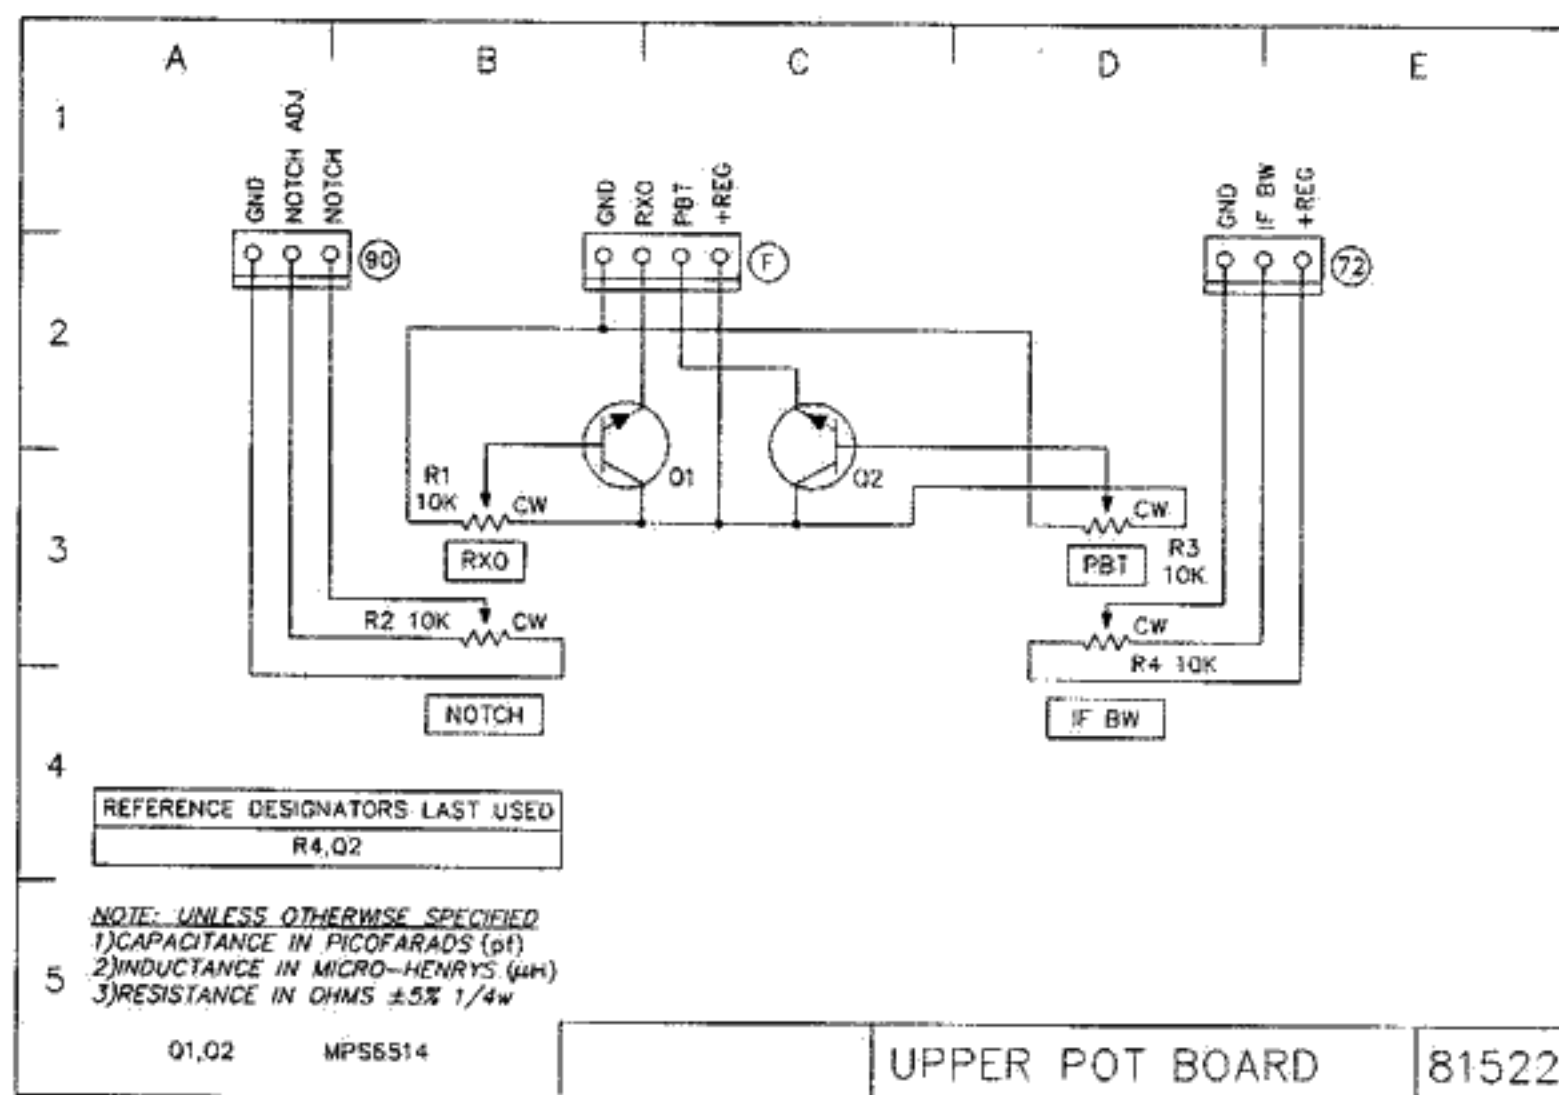 A B C D E
1
GND NOTCH ADJ NOTCH
GND RXO PBT +REG
GND IF BW +REG
90
F
72
2
Q1
Q2
R1
10K
CW
CW
3
RXO
PBT
R3
10K
R2 10K
CW
CW
R4 10K
NOTCH
IF BW
4
REFERENCE DESIGNATORS LAST USED
R4,Q2
NOTE: UNLESS OTHERWISE SPECIFIED
1)CAPACITANCE IN PICOFARADS (pf)
2)INDUCTANCE IN MICRO-HENRYS (µH)
3)RESISTANCE IN OHMS ±5% 1/4w
5
Q1,Q2 MPS6514
UPPER POT BOARD
81522